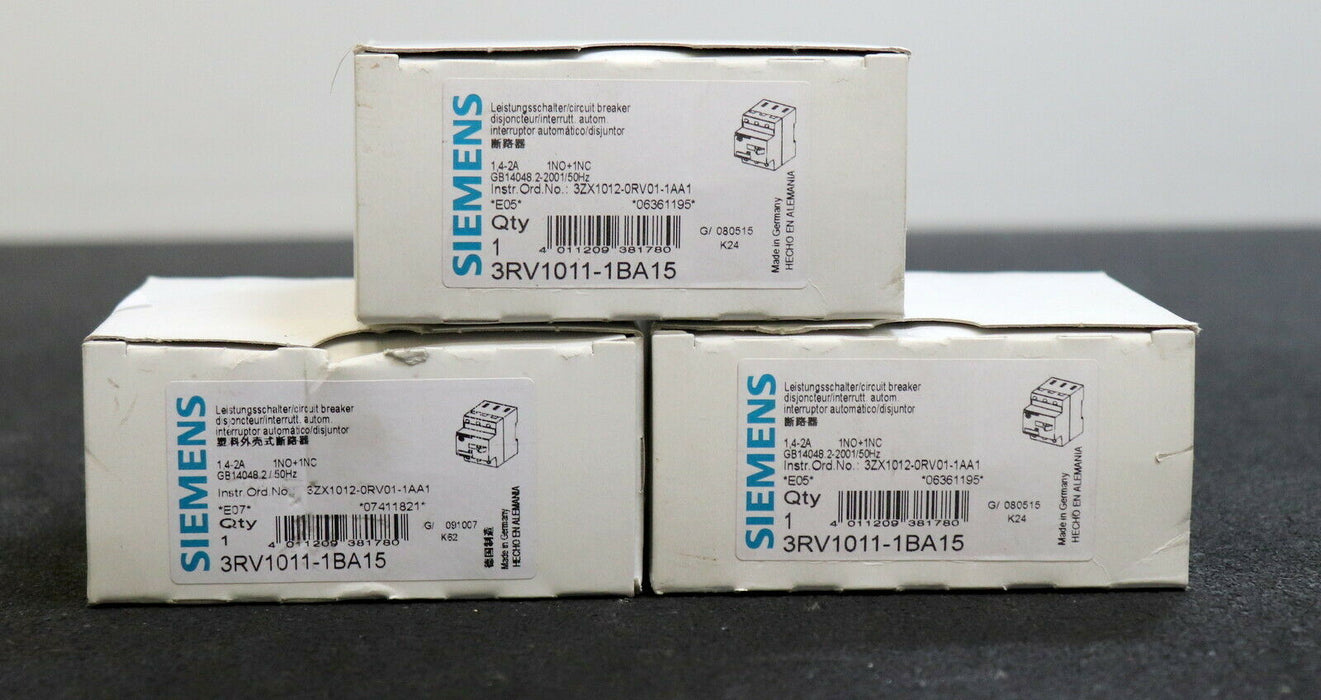 SIEMENS
Leistungsschalter/circuit breaker
disjoncteur/interrutt. autom.
interruptor automático/disjuntor
断路器
1,4-2A 1NO+1NC
GB14048.2-2001/50Hz
Instr.Ord.No.: 3ZX1012-0RV01-1AA1
*E05* *06361195*
Qty
1
4 011209 381780
G/ 080515
K24
3RV1011-1BA15
Made in Germany
HECHO EN ALEMANIA
SIEMENS
Leistungsschalter/circuit breaker
disjoncteur/interrutt. autom.
interruptor automático/disjuntor
塑料外壳式断路器
1,4-2A 1NO+1NC
GB14048.2 / 50Hz
Instr.Ord.No.: 3ZX1012-0RV01-1AA1
*E07* *07411821*
Qty
1
4 011209 381780
G/ 091007
K62
3RV1011-1BA15
德国制造
Made in Germany
HECHO EN ALEMANIA
SIEMENS
Leistungsschalter/circuit breaker
disjoncteur/interrutt. autom.
interruptor automático/disjuntor
断路器
1,4-2A 1NO+1NC
GB14048.2-2001/50Hz
Instr.Ord.No.: 3ZX1012-0RV01-1AA1
*E05* *06361195*
Qty
1
4 011209 381780
G/ 080515
K24
3RV1011-1BA15
Made in Germany
HECHO EN ALEMANIA